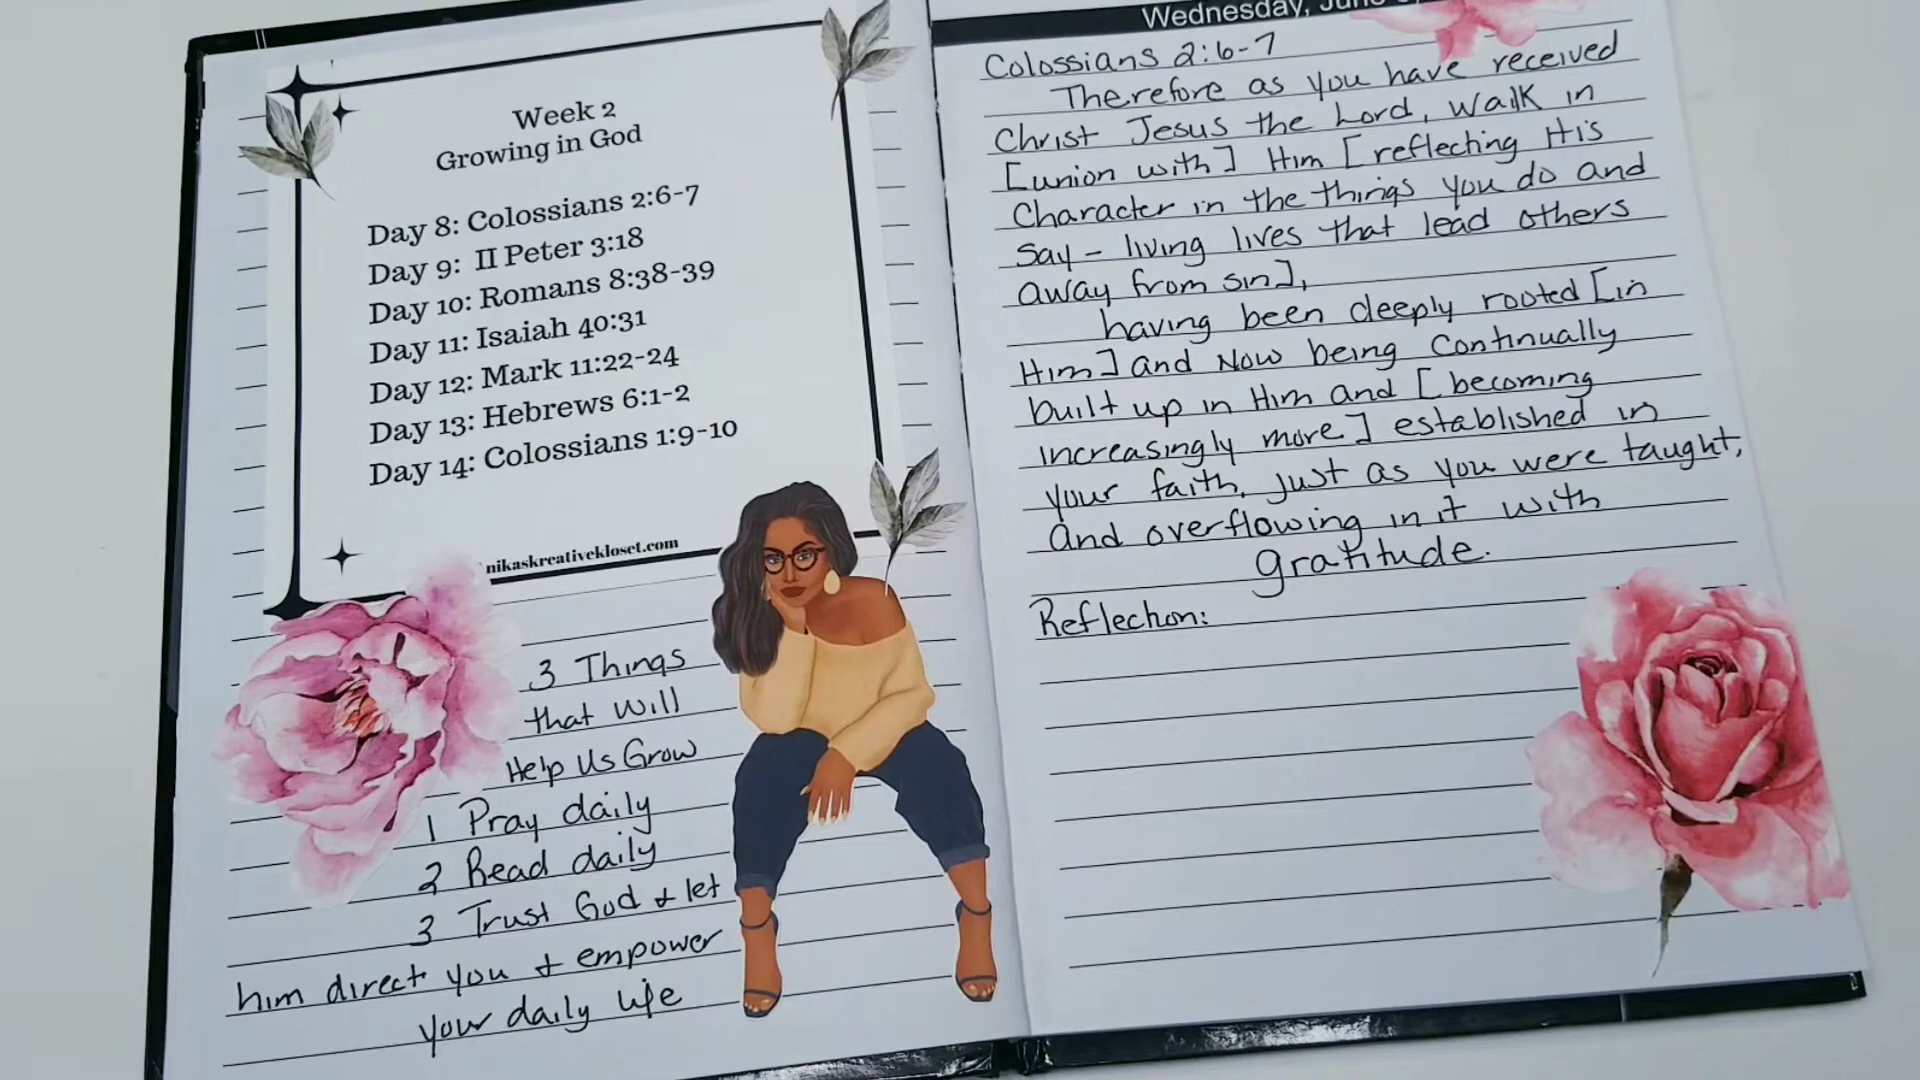 Week 2
Growing in God
Day 8: Colossians 2:6-7
Day 9: II Peter 3:18
Day 10: Romans 8:38-39
Day 11: Isaiah 40:31
Day 12: Mark 11:22-24
Day 13: Hebrews 6:1-2
Day 14: Colossians 1:9-10
nikaskreativekloset.com
3 Things
that will
Help Us Grow
1 Pray daily
2 Read daily
3 Trust God & let
him direct you & empower
your daily life
Wednesday, June
Colossians 2:6-7
Therefore as you have received
Christ Jesus the Lord, walk in
[union with] Him [reflecting His
Character in the things you do and
say - living lives that lead others
away from sin],
having been deeply rooted [in
Him] and now being continually
built up in Him and [becoming
increasingly more] established in
your faith, just as you were taught,
and overflowing in it with
gratitude.
Reflection: